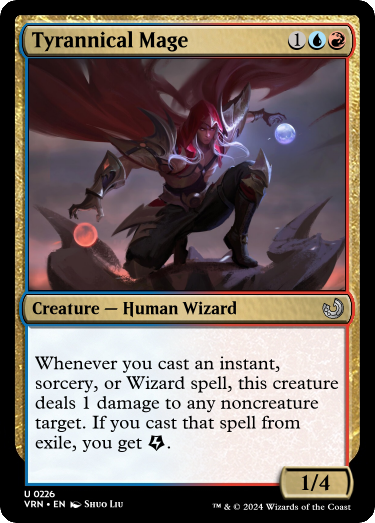 Tyrannical Mage 1
Creature — Human Wizard
Whenever you cast an instant,
sorcery, or Wizard spell, this creature
deals 1 damage to any noncreature
target. If you cast that spell from
exile, you get .
1/4
U 0226
VRN • EN Shuo Liu
™ & © 2024 Wizards of the Coast